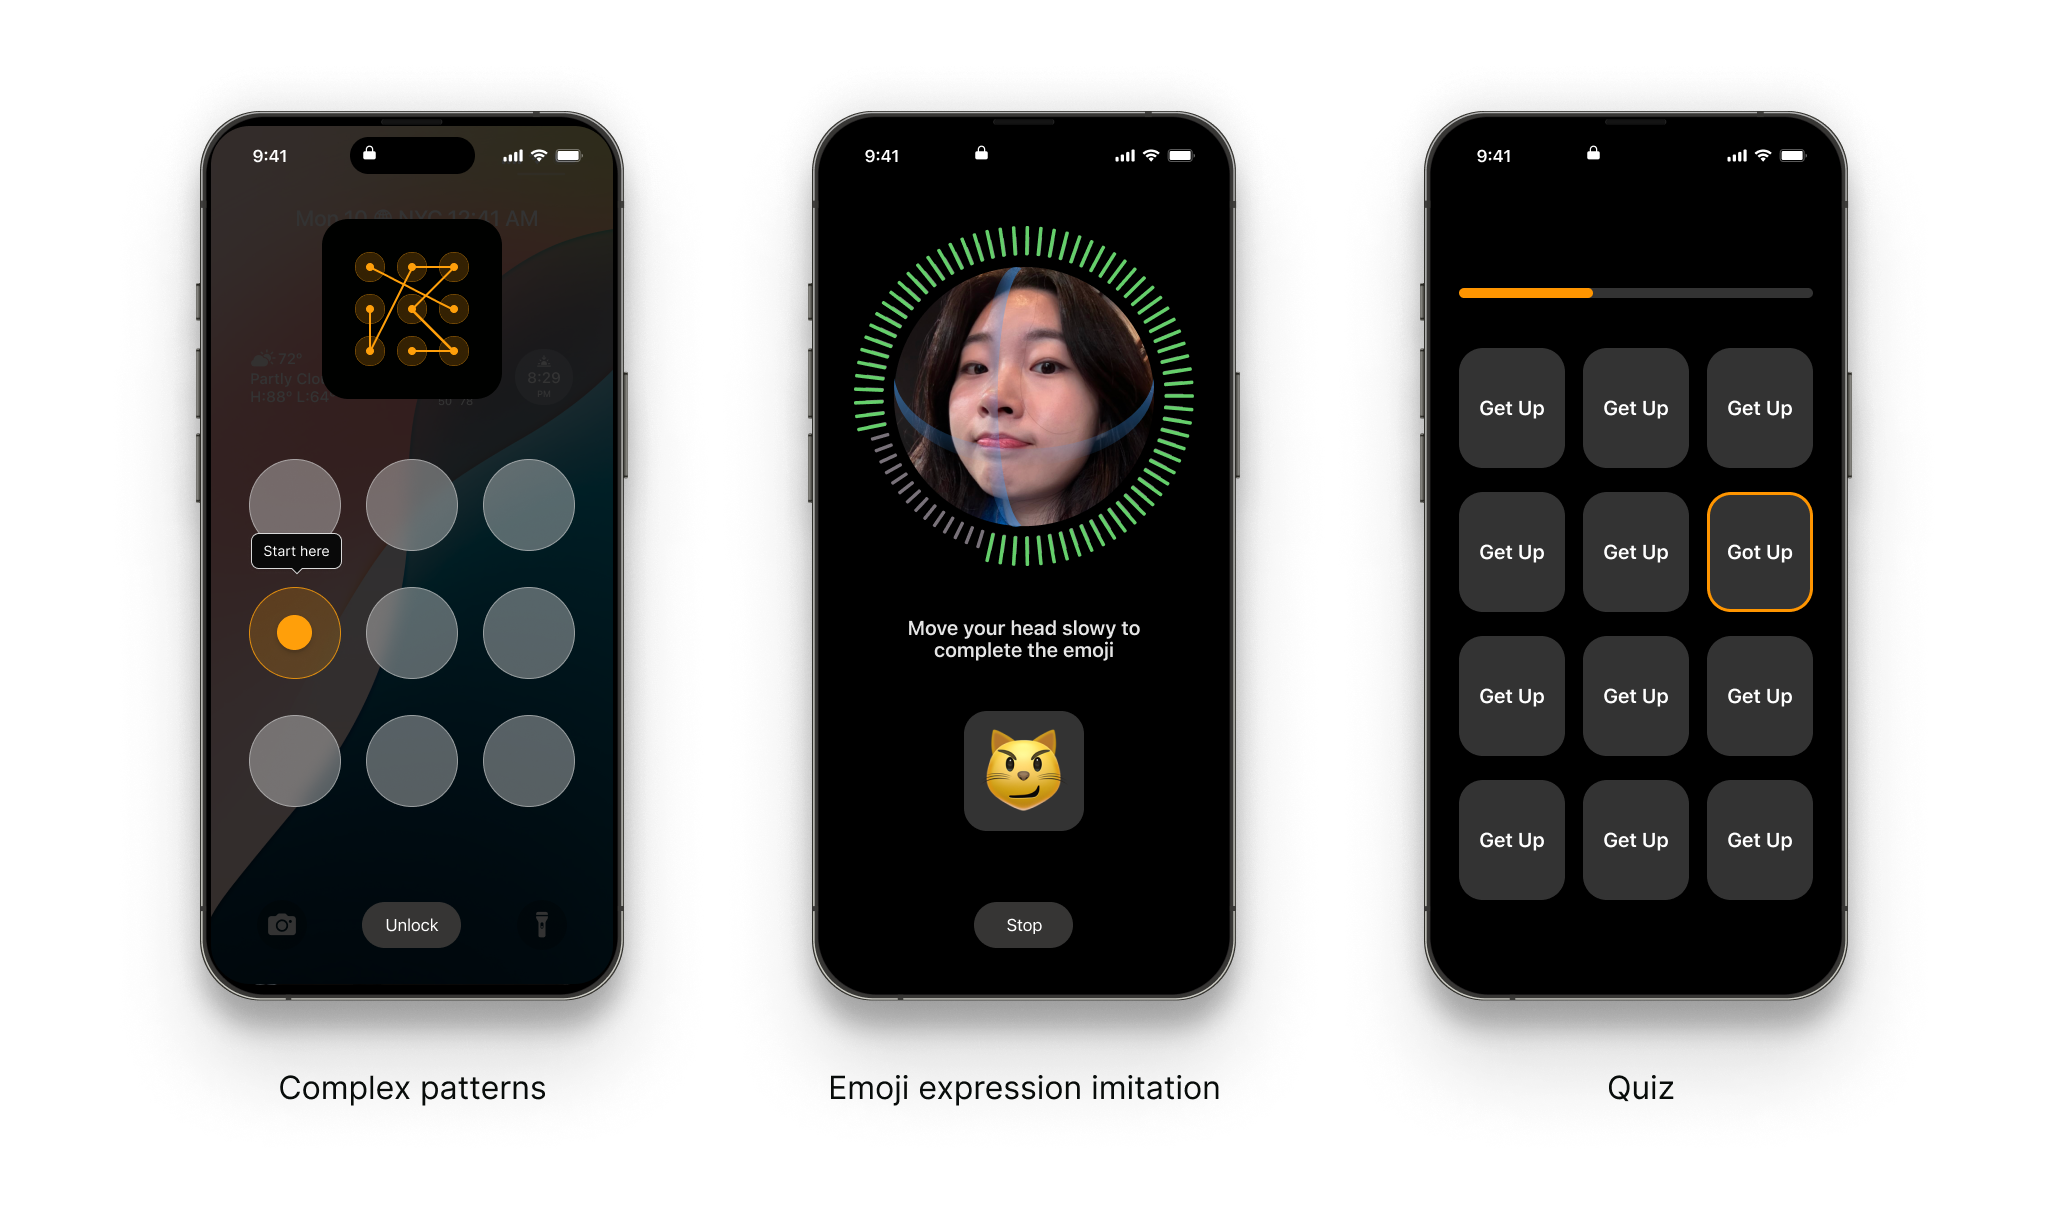 9:41
Mon 10 NYC 12:41 AM
72°
Partly Clo
H:88° L:64°
8:29
PM
50 78
Start here
Unlock
Complex patterns
9:41
Move your head slowy to
complete the emoji
Stop
Emoji expression imitation
9:41
Get Up
Get Up
Get Up
Get Up
Get Up
Got Up
Get Up
Get Up
Get Up
Get Up
Get Up
Get Up
Quiz